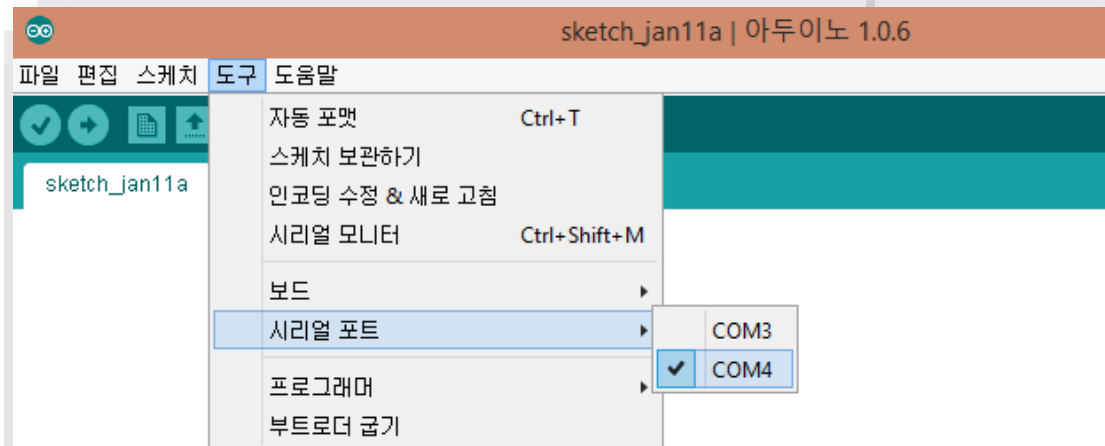 sketch_jan11a | 아두이노 1.0.6
파일 편집 스케치 도구 도움말
자동 포맷 Ctrl+T
스케치 보관하기
sketch_jan11a
인코딩 수정 & 새로 고침
시리얼 모니터 Ctrl+Shift+M
보드
시리얼 포트
COM3
COM4
프로그래머
부트로더 굽기